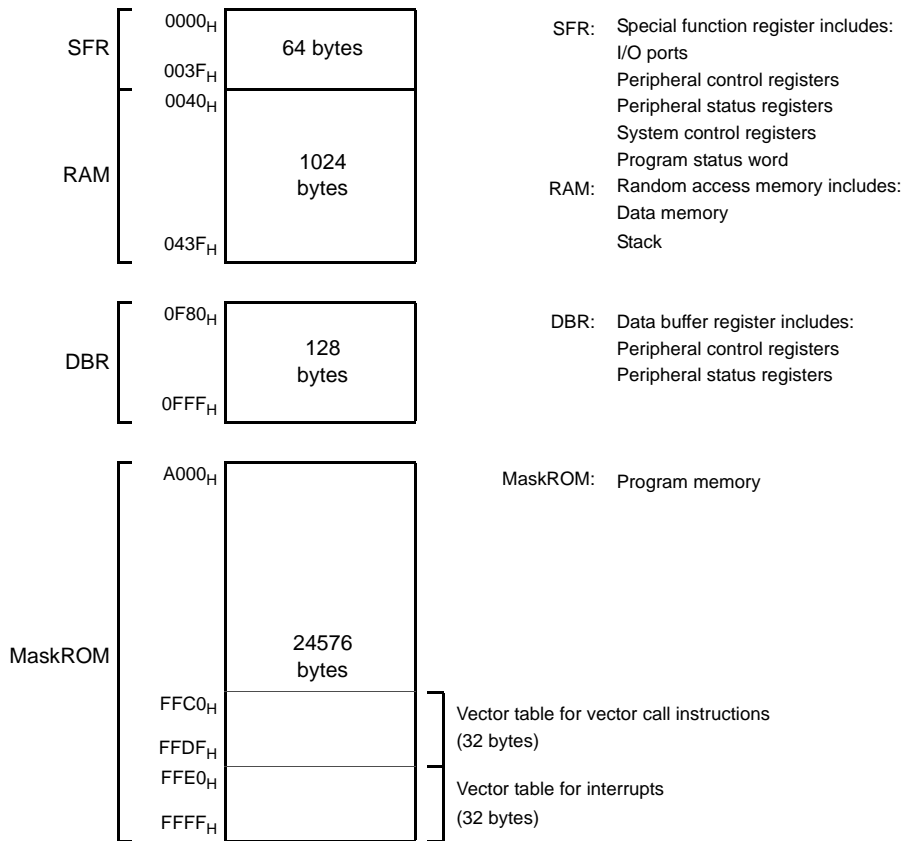 SFR
0000H
64 bytes
003FH
RAM
0040H
1024
bytes
043FH
SFR: Special function register includes:
I/O ports
Peripheral control registers
Peripheral status registers
System control registers
Program status word
RAM: Random access memory includes:
Data memory
Stack
DBR
0F80H
128
bytes
0FFFH
DBR: Data buffer register includes:
Peripheral control registers
Peripheral status registers
MaskROM
A000H
24576
bytes
MaskROM: Program memory
FFC0H
FFDFH
Vector table for vector call instructions
(32 bytes)
FFE0H
FFFFH
Vector table for interrupts
(32 bytes)